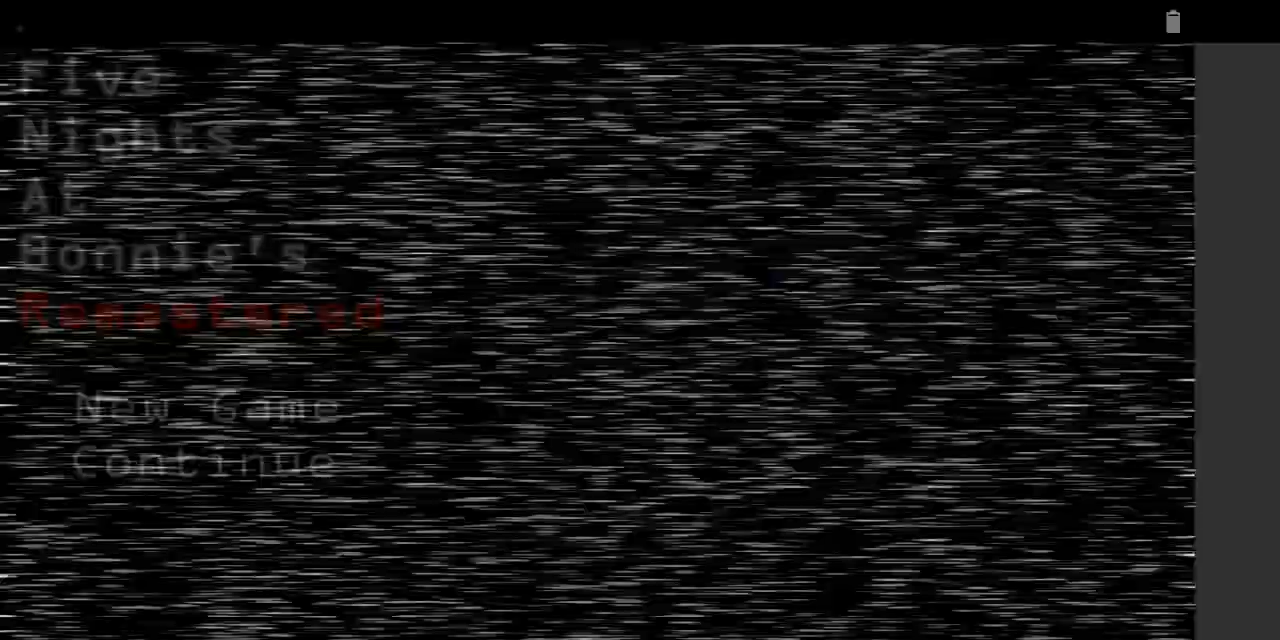 Five
Nights
At
Bonnie's
Remastered
New Game
Continue